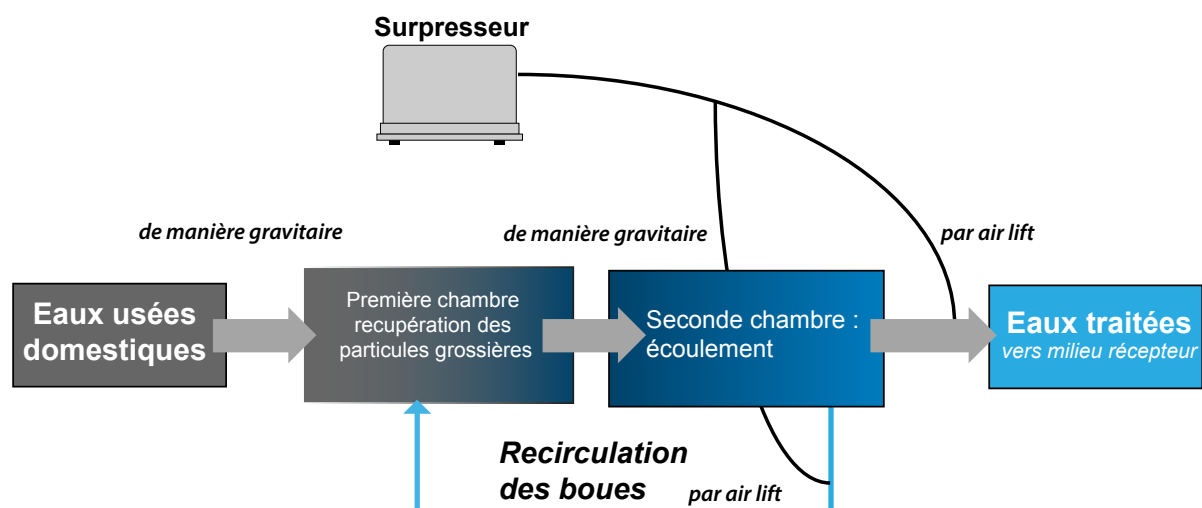 Surpresseur
de manière gravitaire
de manière gravitaire
par air lift
Eaux usées
domestiques
Première chambre
recupération des
particules grossières
Seconde chambre :
écoulement
Eaux traitées
vers milieu récepteur
Recirculation
des boues
par air lift